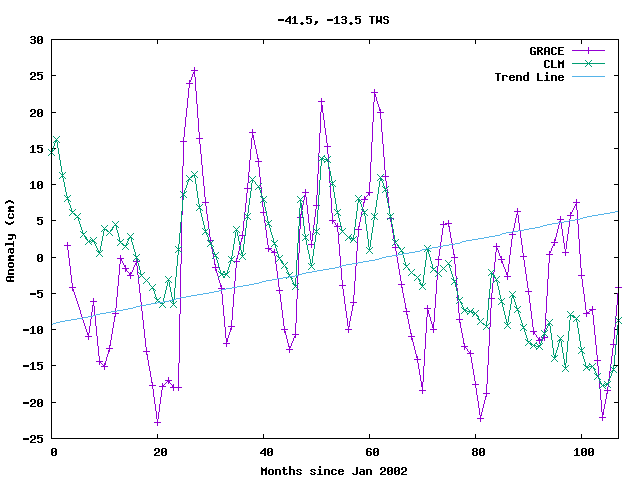 -41.5, -13.5 TWS
GRACE
CLM
Trend Line
30
25
20
15
10
5
0
-5
-10
-15
-20
-25
Anomaly (cm)
0 20 40 60 80 100
Months since Jan 2002